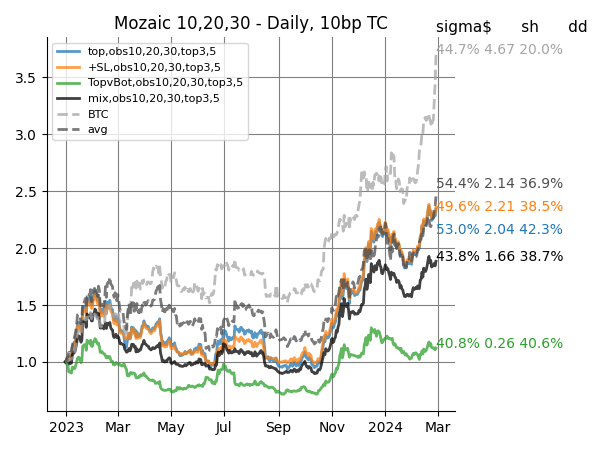 Mozaic 10,20,30 - Daily, 10bp TC
sigma$ sh dd
top,obs10,20,30,top3,5
+SL,obs10,20,30,top3,5
TopvBot,obs10,20,30,top3,5
mix,obs10,20,30,top3,5
BTC
avg
44.7% 4.67 20.0%
54.4% 2.14 36.9%
49.6% 2.21 38.5%
53.0% 2.04 42.3%
43.8% 1.66 38.7%
40.8% 0.26 40.6%
3.5
3.0
2.5
2.0
1.5
1.0
2023 Mar May Jul Sep Nov 2024 Mar